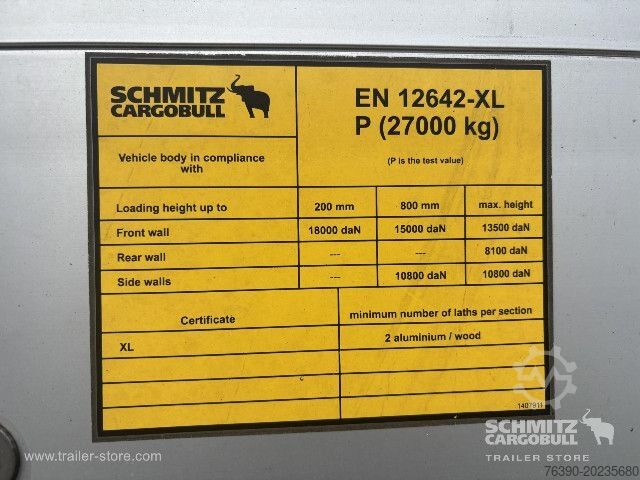 SCHMITZ
CARGOBULL
EN 12642-XL
P (27000 kg)
Vehicle body in compliance
with
(P is the test value)
Loading height up to 200 mm 800 mm max. height
Front wall 18000 daN 15000 daN 13500 daN
Rear wall --- --- 8100 daN
Side walls --- 10800 daN 10800 daN
Certificate minimum number of laths per section
XL 2 aluminium / wood
1407911
SCHMITZ
CARGOBULL
TRAILER STORE
www.trailer-store.com
76390-20235680